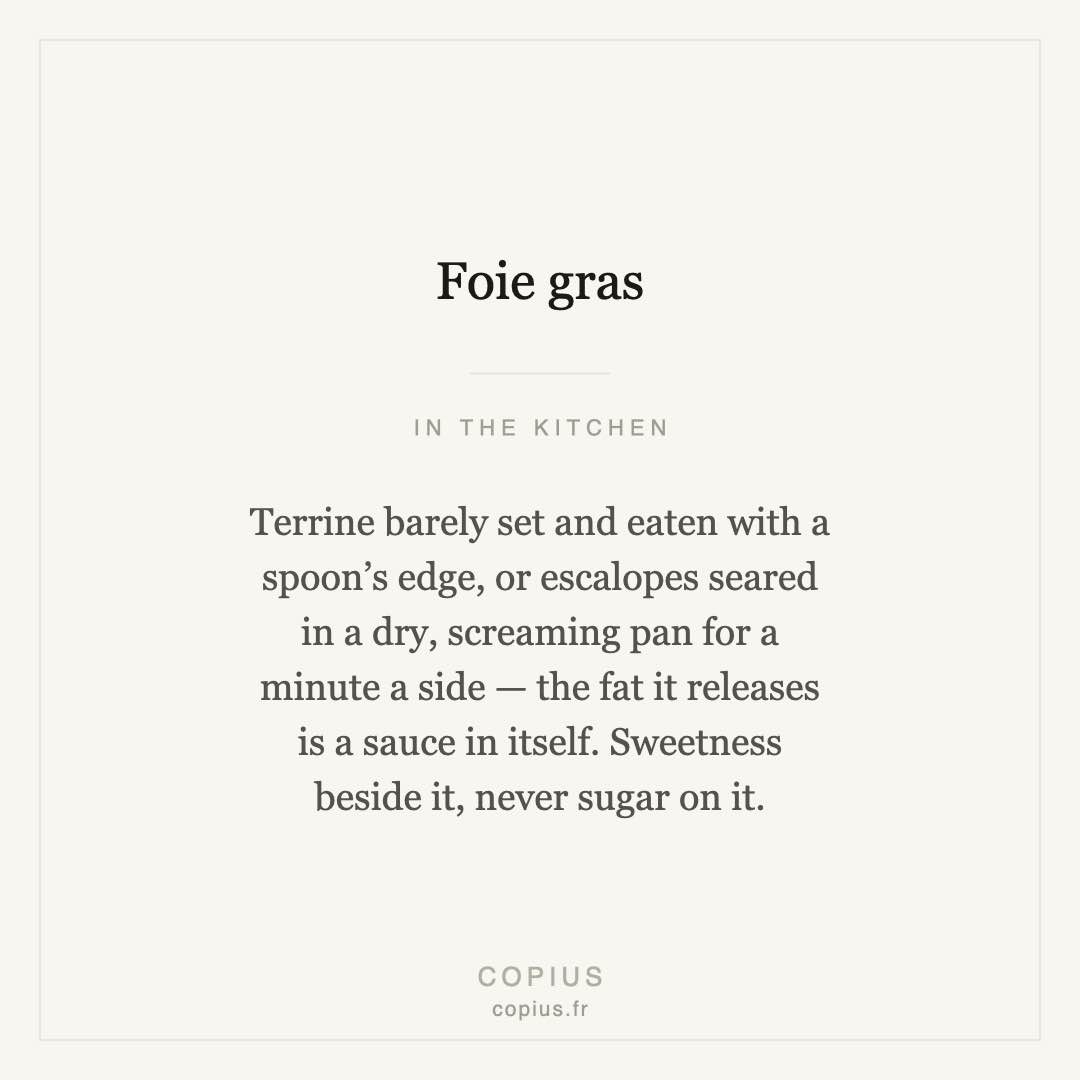 Foie gras
IN THE KITCHEN
Terrine barely set and eaten with a
spoon’s edge, or escalopes seared
in a dry, screaming pan for a
minute a side — the fat it releases
is a sauce in itself. Sweetness
beside it, never sugar on it.
COPIUS
copius.fr